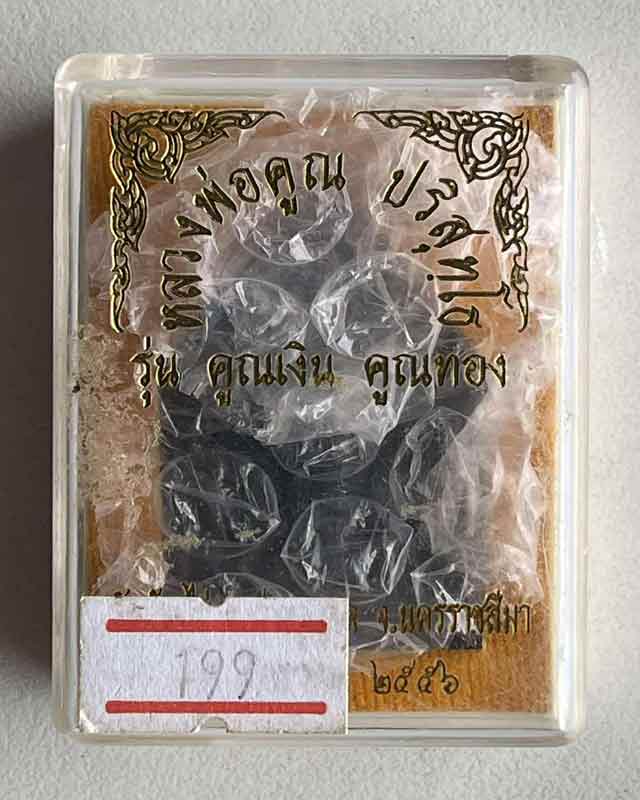 หลวงพ่อคูณ ปริสุทฺโธ
รุ่น คูณเงิน คูณทอง
จ.นครราชสีมา
๒๕๕๖
199